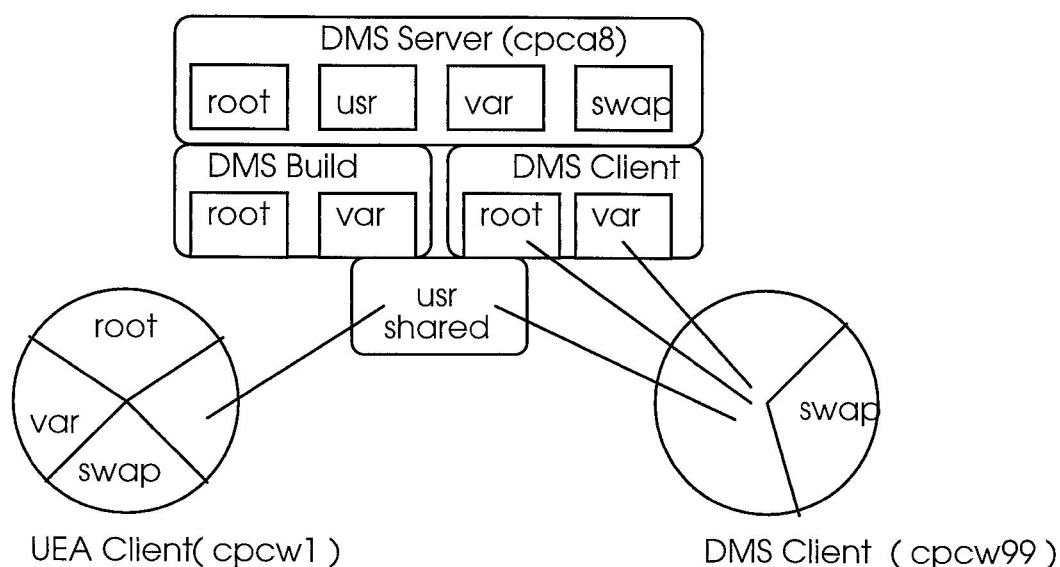 DMS Server (cpca8)
root usr var swap
DMS Build
root var
DMS Client
root var
usr
shared
root
var
swap
swap
UEA Client( cpcw1 )
DMS Client ( cpcw99 )